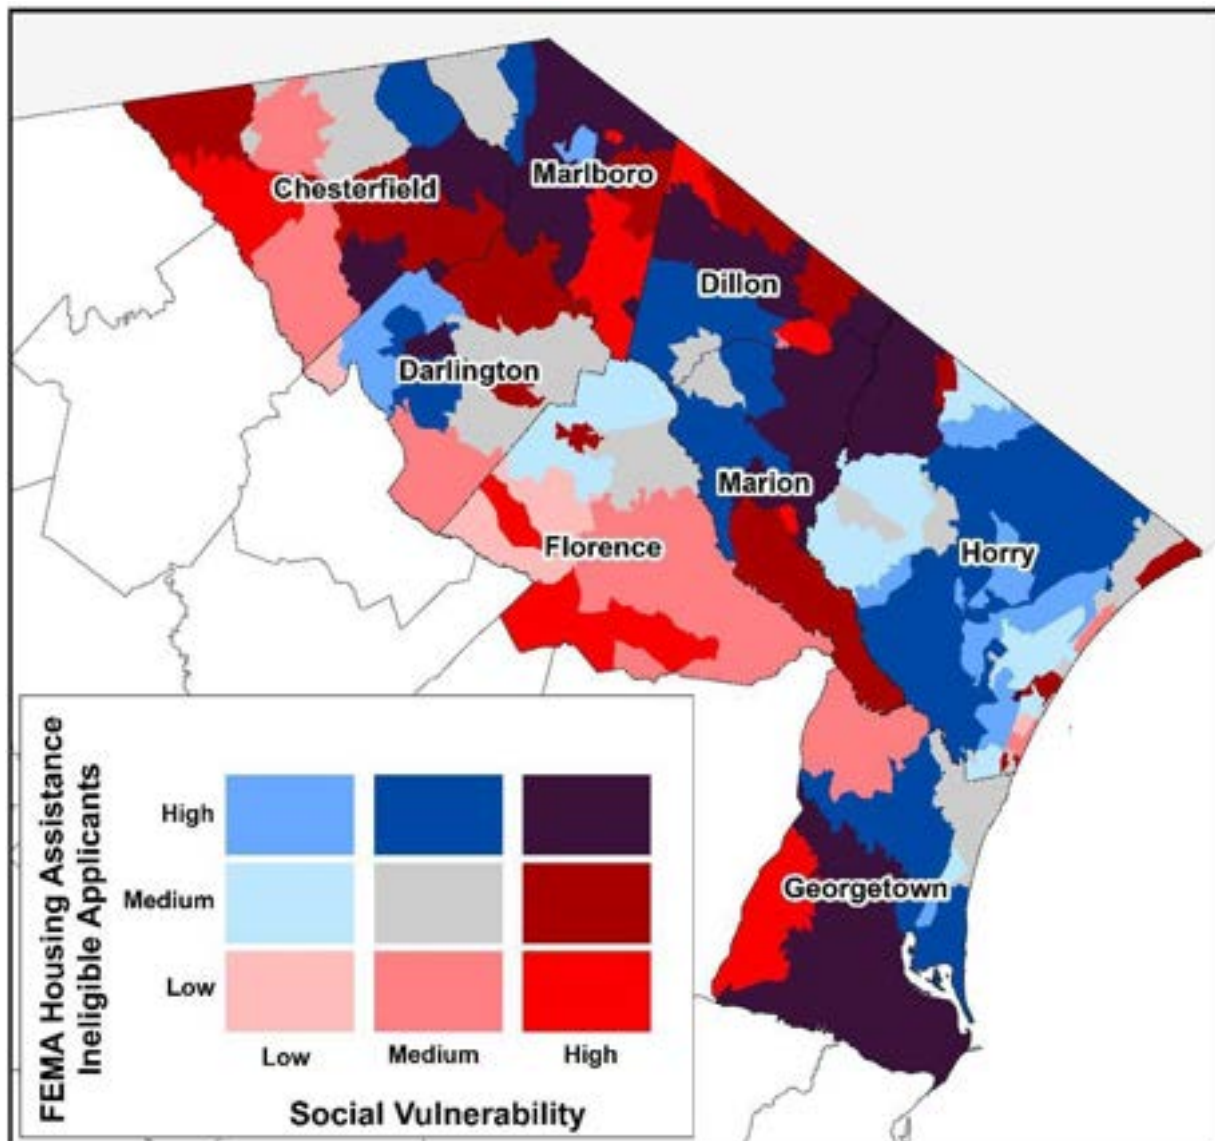 Marlboro
Chesterfield
Dillon
Darlington
Marion
Florence
Horry
Georgetown
FEMA Housing Assistance
Ineligible Applicants
High
Medium
Low
Low
Medium
High
Social Vulnerability